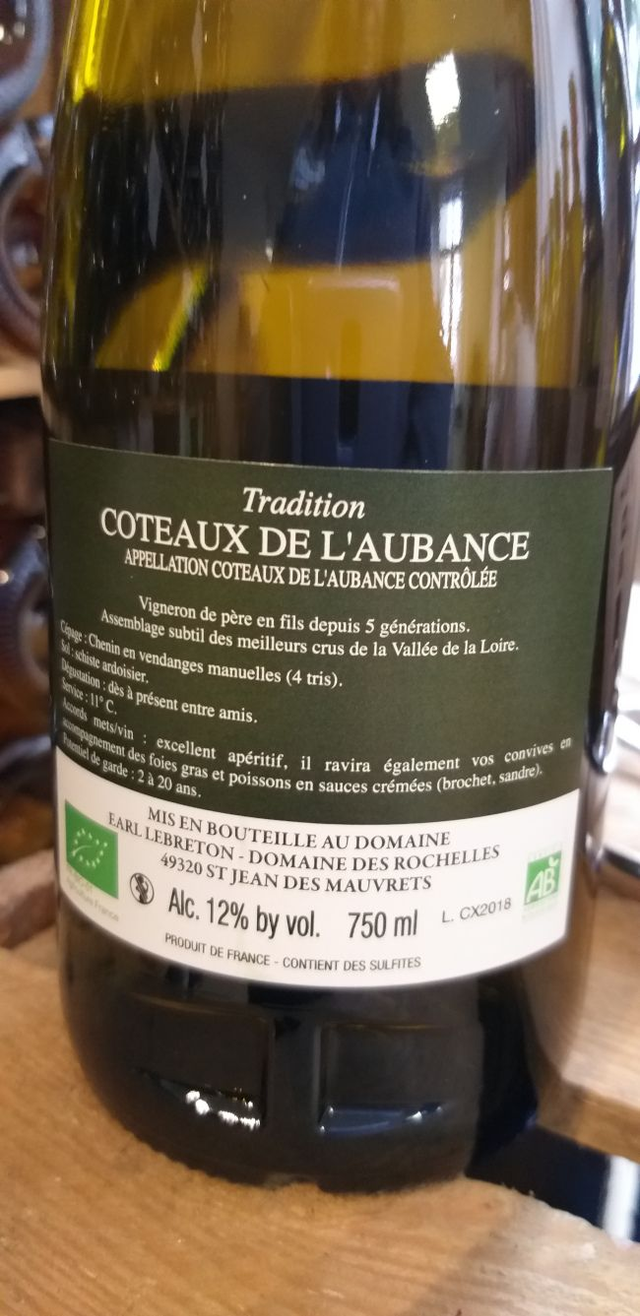 Tradition
COTEAUX DE L'AUBANCE
APPELLATION COTEAUX DE L'AUBANCE CONTRÔLÉE
Vigneron de père en fils depuis 5 générations.
Assemblage subtil des meilleurs crus de la Vallée de la Loire.
Cépage : Chenin en vendanges manuelles (4 tris).
Sol : schiste ardoisier.
Dégustation : dès à présent entre amis.
Service : 11° C.
Accords mets/vin : excellent apéritif, il ravira également vos convives en
accompagnement des foies gras et poissons en sauces crémées (brochet, sandre).
Potentiel de garde : 2 à 20 ans.
MIS EN BOUTEILLE AU DOMAINE
EARL LEBRETON - DOMAINE DES ROCHELLES
49320 ST JEAN DES MAUVRETS
Alc. 12% by vol. 750 ml L. CX2018
AB
Agriculture France
PRODUIT DE FRANCE - CONTIENT DES SULFITES